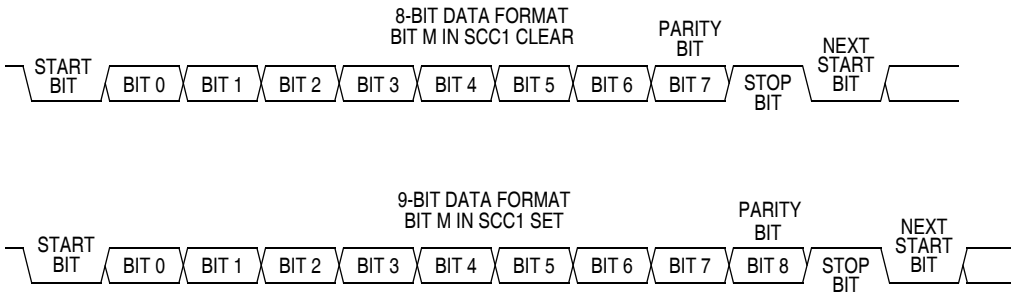 8-BIT DATA FORMAT
BIT M IN SCC1 CLEAR
PARITY
BIT
START
BIT
BIT 0
BIT 1
BIT 2
BIT 3
BIT 4
BIT 5
BIT 6
BIT 7
STOP
BIT
NEXT
START
BIT
9-BIT DATA FORMAT
BIT M IN SCC1 SET
PARITY
BIT
START
BIT
BIT 0
BIT 1
BIT 2
BIT 3
BIT 4
BIT 5
BIT 6
BIT 7
BIT 8
STOP
BIT
NEXT
START
BIT